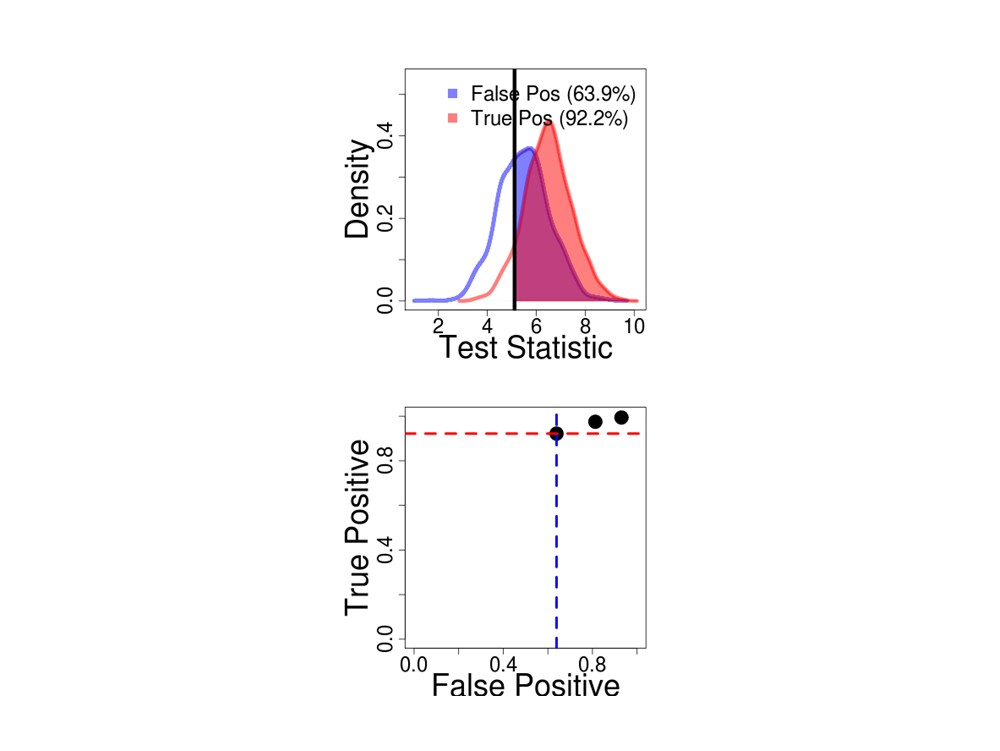 False Pos (63.9%)
True Pos (92.2%)
Density
0.0 0.2 0.4
2 4 6 8 10
Test Statistic
True Positive
0.0 0.4 0.8
0.0 0.4 0.8
False Positive